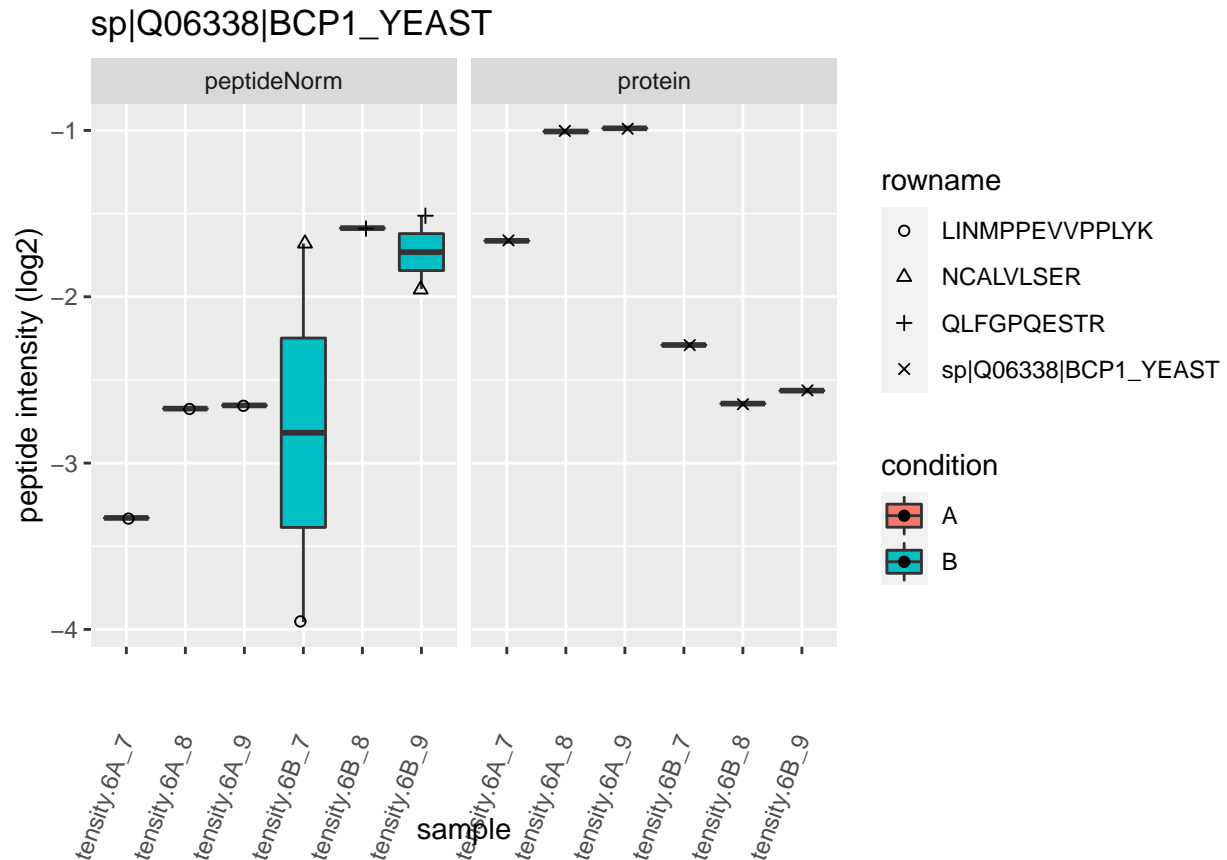 sp|Q06338|BCP1_YEAST
peptideNorm
protein
peptide intensity (log2)
−1
−2
−3
−4
tensity.6A_7
tensity.6A_8
tensity.6A_9
tensity.6B_7
tensity.6B_8
tensity.6B_9
tensity.6A_7
tensity.6A_8
tensity.6A_9
tensity.6B_7
tensity.6B_8
tensity.6B_9
sample
rowname
LINMPPEVVPPLYK
NCALVLSER
QLFGPQESTR
sp|Q06338|BCP1_YEAST
condition
A
B